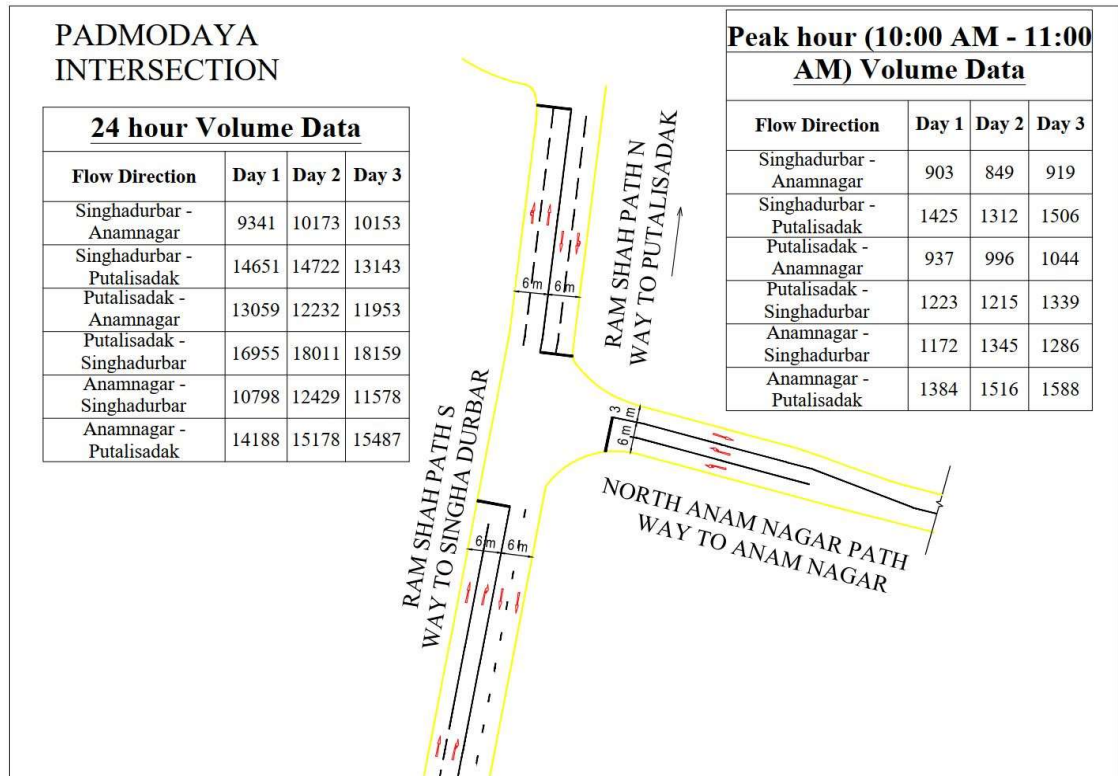 PADMODAYA
INTERSECTION
24 hour Volume Data
Flow Direction Day 1 Day 2 Day 3
Singhadurbar -
Anamnagar 9341 10173 10153
Singhadurbar -
Putalisadak 14651 14722 13143
Putalisadak -
Anamnagar 13059 12232 11953
Putalisadak -
Singhadurbar 16955 18011 18159
Anamnagar -
Singhadurbar 10798 12429 11578
Anamnagar -
Putalisadak 14188 15178 15487
Peak hour (10:00 AM - 11:00
AM) Volume Data
Flow Direction Day 1 Day 2 Day 3
Singhadurbar -
Anamnagar 903 849 919
Singhadurbar -
Putalisadak 1425 1312 1506
Putalisadak -
Anamnagar 937 996 1044
Putalisadak -
Singhadurbar 1223 1215 1339
Anamnagar -
Singhadurbar 1172 1345 1286
Anamnagar -
Putalisadak 1384 1516 1588
RAM SHAH PATH N
WAY TO PUTALISADAK
6 m 6 m
3 m
6 m
NORTH ANAM NAGAR PATH
WAY TO ANAM NAGAR
RAM SHAH PATH S
WAY TO SINGHA DURBAR
6 m 6 m